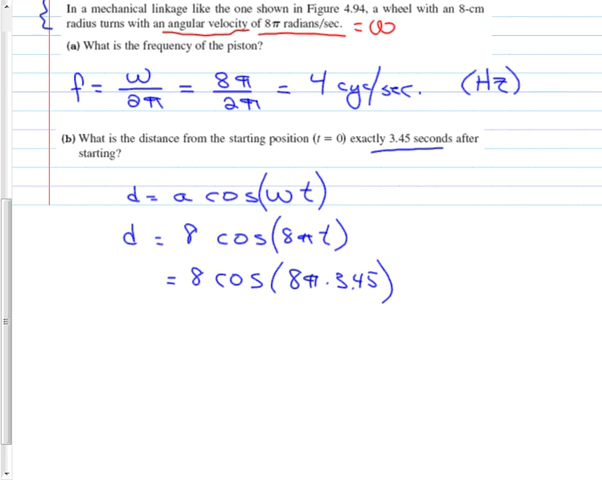 In a mechanical linkage like the one shown in Figure 4.94, a wheel with an 8-cm
radius turns with an angular velocity of 8π radians/sec. = ω
(a) What is the frequency of the piston?
f = ω/2π = 8π/2π = 4 cyc/sec. (Hz)
(b) What is the distance from the starting position (t = 0) exactly 3.45 seconds after
starting?
d = a cos(ωt)
d = 8 cos(8πt)
= 8 cos(8π·3.45)